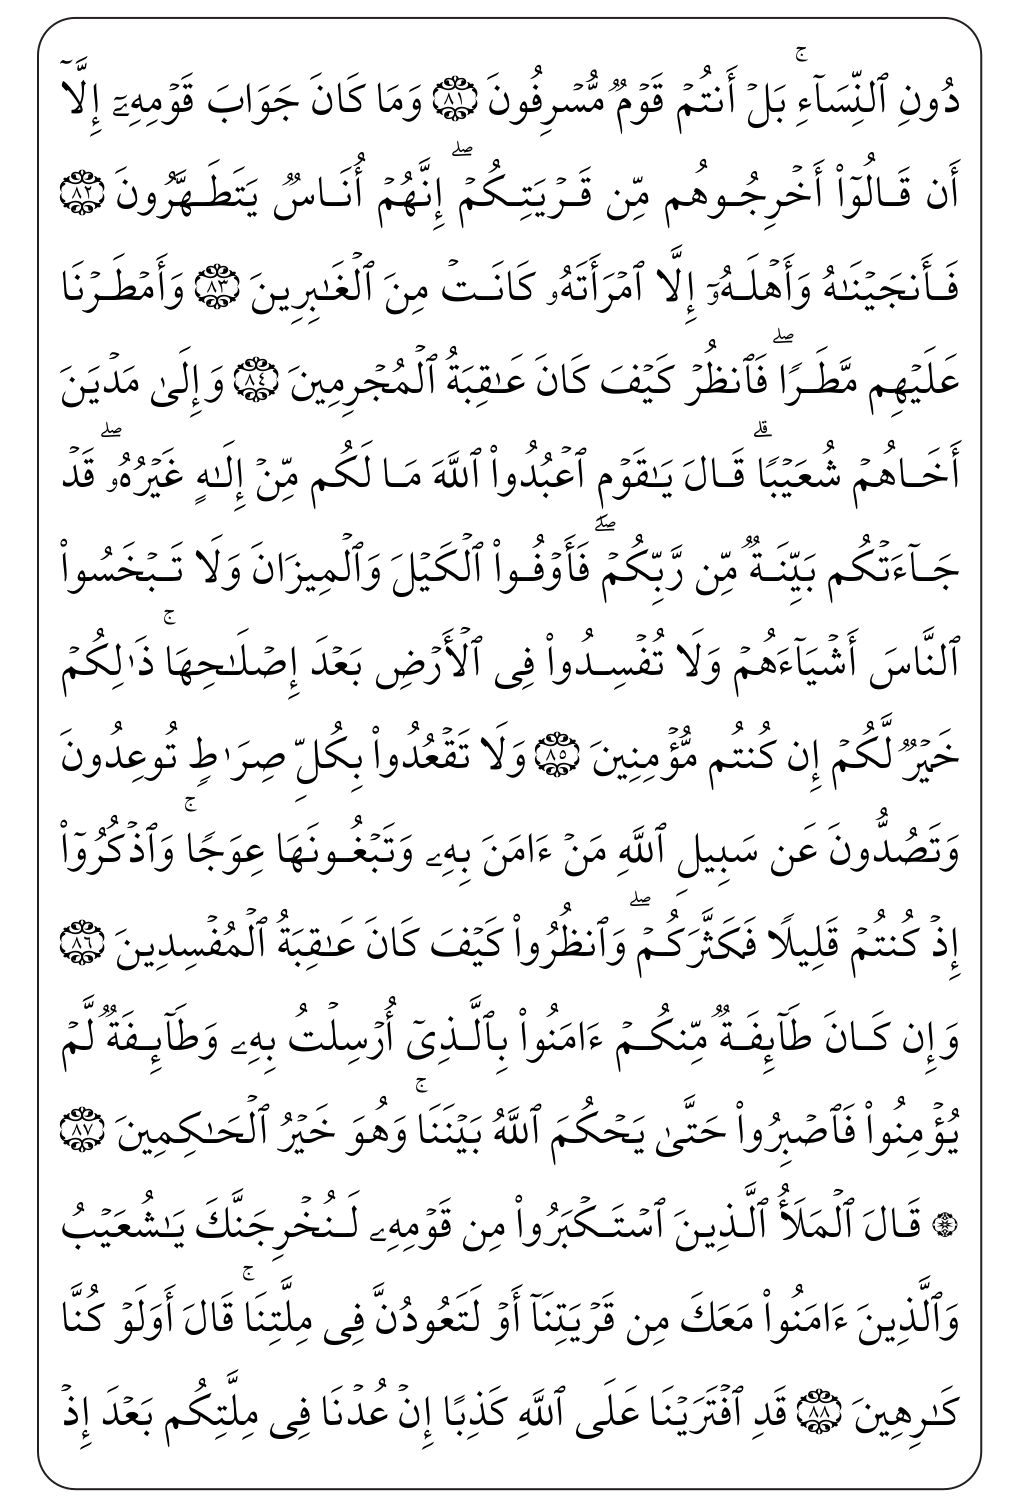 دُونِ ٱلنِّسَآءِۚ بَلۡ أَنتُمۡ قَوۡمٞ مُّسۡرِفُونَ ۝٨١ وَمَا كَانَ جَوَابَ قَوۡمِهِۦٓ إِلَّآ
أَن قَالُوٓاْ أَخۡرِجُوهُم مِّن قَرۡيَتِكُمۡۖ إِنَّهُمۡ أُنَاسٞ يَتَطَهَّرُونَ ۝٨٢
فَأَنجَيۡنَٰهُ وَأَهۡلَهُۥٓ إِلَّا ٱمۡرَأَتَهُۥ كَانَتۡ مِنَ ٱلۡغَٰبِرِينَ ۝٨٣ وَأَمۡطَرۡنَا
عَلَيۡهِم مَّطَرٗاۖ فَٱنظُرۡ كَيۡفَ كَانَ عَٰقِبَةُ ٱلۡمُجۡرِمِينَ ۝٨٤ وَإِلَىٰ مَدۡيَنَ
أَخَاهُمۡ شُعَيۡبٗاۚ قَالَ يَٰقَوۡمِ ٱعۡبُدُواْ ٱللَّهَ مَا لَكُم مِّنۡ إِلَٰهٍ غَيۡرُهُۥۖ قَدۡ
جَآءَتۡكُم بَيِّنَةٞ مِّن رَّبِّكُمۡۖ فَأَوۡفُواْ ٱلۡكَيۡلَ وَٱلۡمِيزَانَ وَلَا تَبۡخَسُواْ
ٱلنَّاسَ أَشۡيَآءَهُمۡ وَلَا تُفۡسِدُواْ فِي ٱلۡأَرۡضِ بَعۡدَ إِصۡلَٰحِهَاۚ ذَٰلِكُمۡ
خَيۡرٞ لَّكُمۡ إِن كُنتُم مُّؤۡمِنِينَ ۝٨٥ وَلَا تَقۡعُدُواْ بِكُلِّ صِرَٰطٖ تُوعِدُونَ
وَتَصُدُّونَ عَن سَبِيلِ ٱللَّهِ مَنۡ ءَامَنَ بِهِۦ وَتَبۡغُونَهَا عِوَجٗاۚ وَٱذۡكُرُوٓاْ
إِذۡ كُنتُمۡ قَلِيلٗا فَكَثَّرَكُمۡۖ وَٱنظُرُواْ كَيۡفَ كَانَ عَٰقِبَةُ ٱلۡمُفۡسِدِينَ ۝٨٦
وَإِن كَانَ طَآئِفَةٞ مِّنكُمۡ ءَامَنُواْ بِٱلَّذِيٓ أُرۡسِلۡتُ بِهِۦ وَطَآئِفَةٞ لَّمۡ
يُؤۡمِنُواْ فَٱصۡبِرُواْ حَتَّىٰ يَحۡكُمَ ٱللَّهُ بَيۡنَنَاۚ وَهُوَ خَيۡرُ ٱلۡحَٰكِمِينَ ۝٨٧
۞ قَالَ ٱلۡمَلَأُ ٱلَّذِينَ ٱسۡتَكۡبَرُواْ مِن قَوۡمِهِۦ لَنُخۡرِجَنَّكَ يَٰشُعَيۡبُ
وَٱلَّذِينَ ءَامَنُواْ مَعَكَ مِن قَرۡيَتِنَآ أَوۡ لَتَعُودُنَّ فِي مِلَّتِنَاۚ قَالَ أَوَلَوۡ كُنَّا
كَٰرِهِينَ ۝٨٨ قَدِ ٱفۡتَرَيۡنَا عَلَى ٱللَّهِ كَذِبًا إِنۡ عُدۡنَا فِي مِلَّتِكُم بَعۡدَ إِذۡ